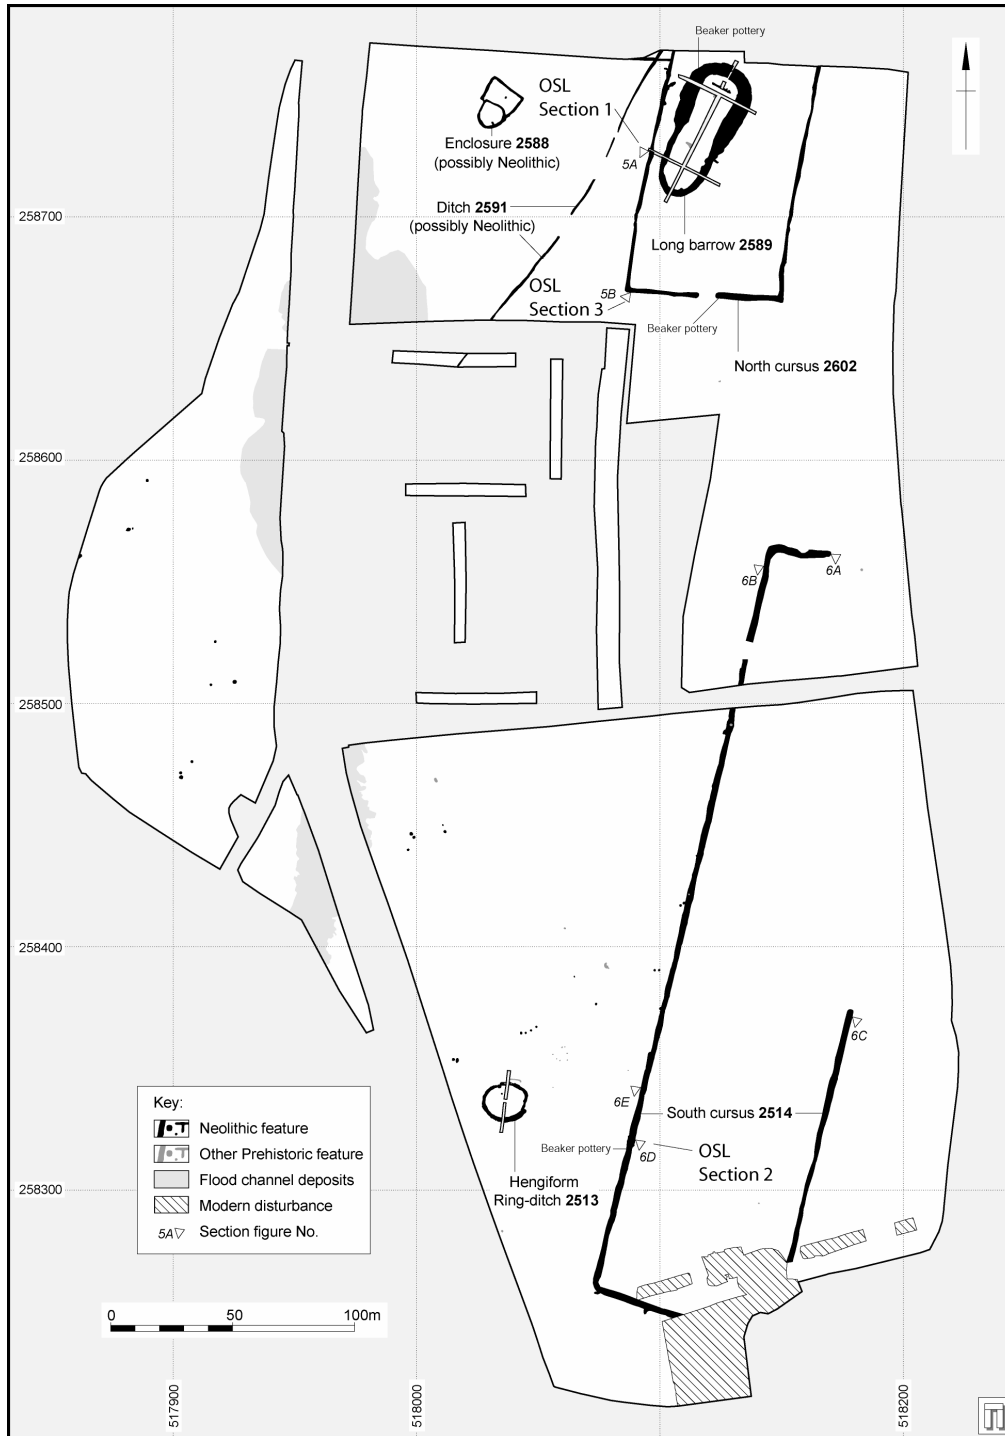 Beaker pottery
OSL
Section 1
Enclosure 2588
(possibly Neolithic)
5A
258700
Ditch 2591
(possibly Neolithic)
Long barrow 2589
OSL
Section 3
5B
Beaker pottery
North cursus 2602
258600
6B
6A
258500
258400
6C
6E
South cursus 2514
Beaker pottery
6D
OSL
Section 2
Hengiform
Ring-ditch 2513
258300
Key:
Neolithic feature
Other Prehistoric feature
Flood channel deposits
Modern disturbance
5A Section figure No.
0 50 100m
517900
518000
518200